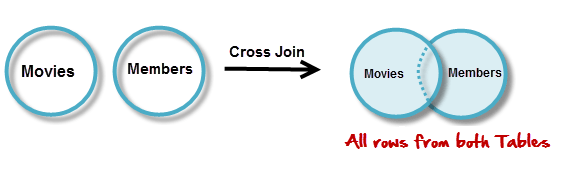 Movies
Members
Cross Join
Movies
Members
All rows from both Tables